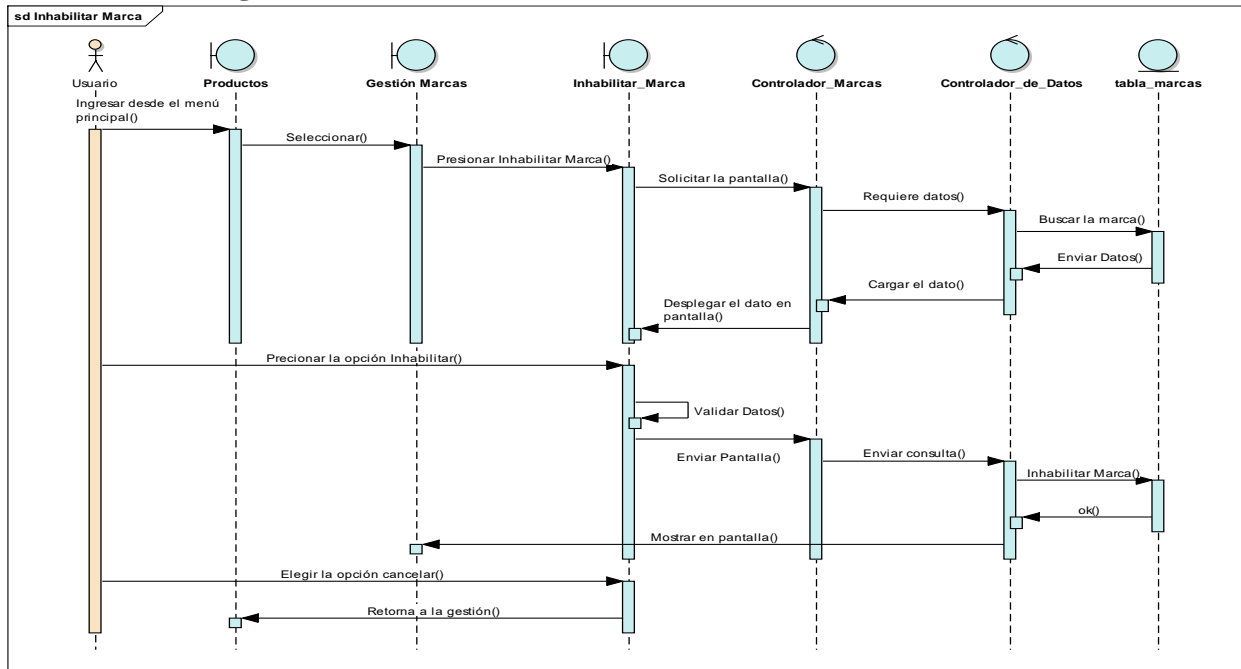 sd Inhabilitar Marca
Usuario
Productos
Gestión Marcas
Inhabilitar_Marca
Controlador_Marcas
Controlador_de_Datos
tabla_marcas
Ingresar desde el menú
principal()
Seleccionar()
Presionar Inhabilitar Marca()
Solicitar la pantalla()
Requiere datos()
Buscar la marca()
Enviar Datos()
Cargar el dato()
Desplegar el dato en
pantalla()
Precionar la opción Inhabilitar()
Validar Datos()
Enviar Pantalla()
Enviar consulta()
Inhabilitar Marca()
ok()
Mostrar en pantalla()
Elegir la opción cancelar()
Retorna a la gestión()